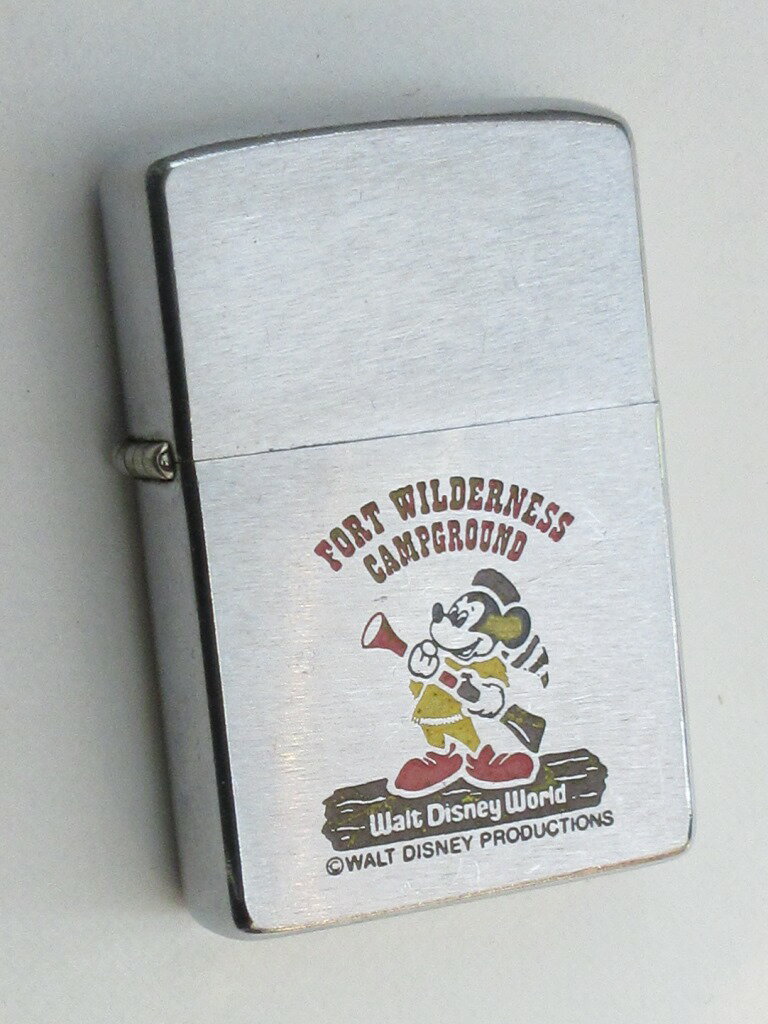 FORT WILDERNESS
CAMPGROUND
Walt Disney World
©WALT DISNEY PRODUCTIONS